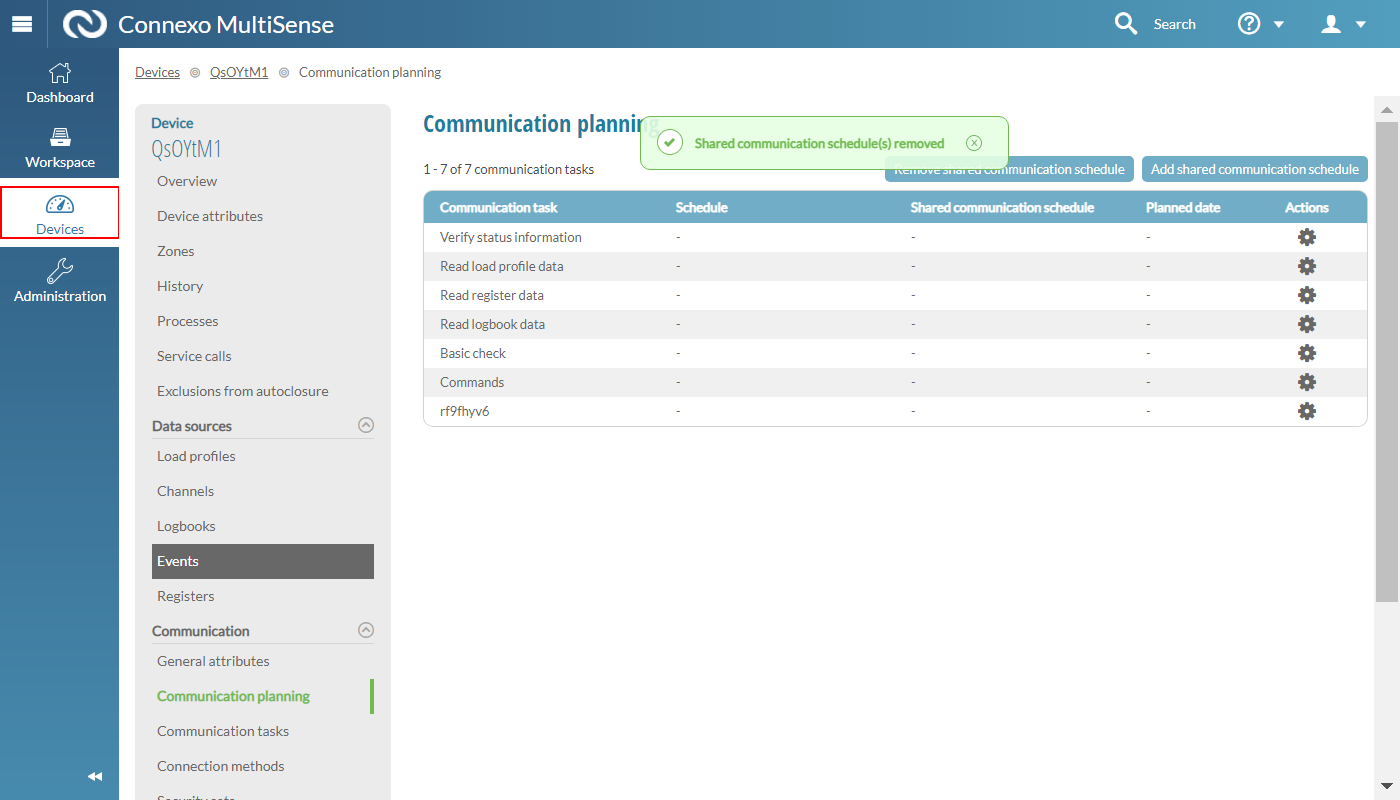 Connexo MultiSense
Search
Dashboard
Workspace
Devices
Administration
Devices QsOYtM1 Communication planning
Device
QsOYtM1
Overview
Device attributes
Zones
History
Processes
Service calls
Exclusions from autoclosure
Data sources
Load profiles
Channels
Logbooks
Events
Registers
Communication
General attributes
Communication planning
Communication tasks
Connection methods
Security sets
Communication planning
Shared communication schedule(s) removed
1 - 7 of 7 communication tasks
Remove shared communication schedule
Add shared communication schedule
Communication task Schedule Shared communication schedule Planned date Actions
Verify status information - - -
Read load profile data - - -
Read register data - - -
Read logbook data - - -
Basic check - - -
Commands - - -
rf9fhyv6 - - -